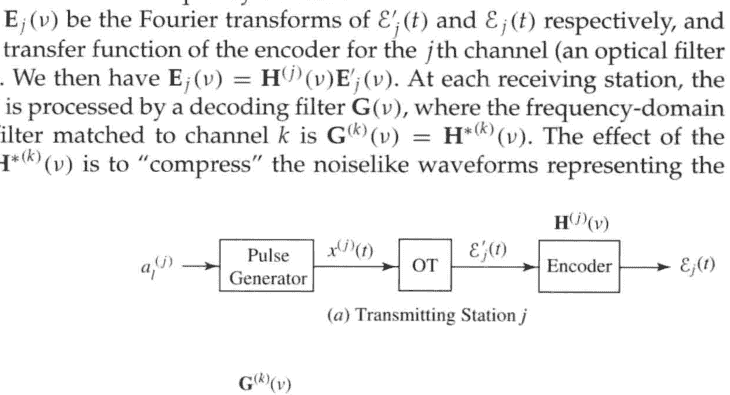 E_j(ν) be the Fourier transforms of ℰ′_j(t) and ℰ_j(t) respectively, and
transfer function of the encoder for the jth channel (an optical filter
. We then have E_j(ν) = H^(j)(ν)E′_j(ν). At each receiving station, the
is processed by a decoding filter G(ν), where the frequency-domain
filter matched to channel k is G^(k)(ν) = H*^(k)(ν). The effect of the
H*^(k)(ν) is to “compress” the noiselike waveforms representing the
H^(j)(ν)
a_l^(j) Pulse Generator x^(j)(t) OT ℰ′_j(t) Encoder ℰ_j(t)
(a) Transmitting Station j
G^(k)(ν)